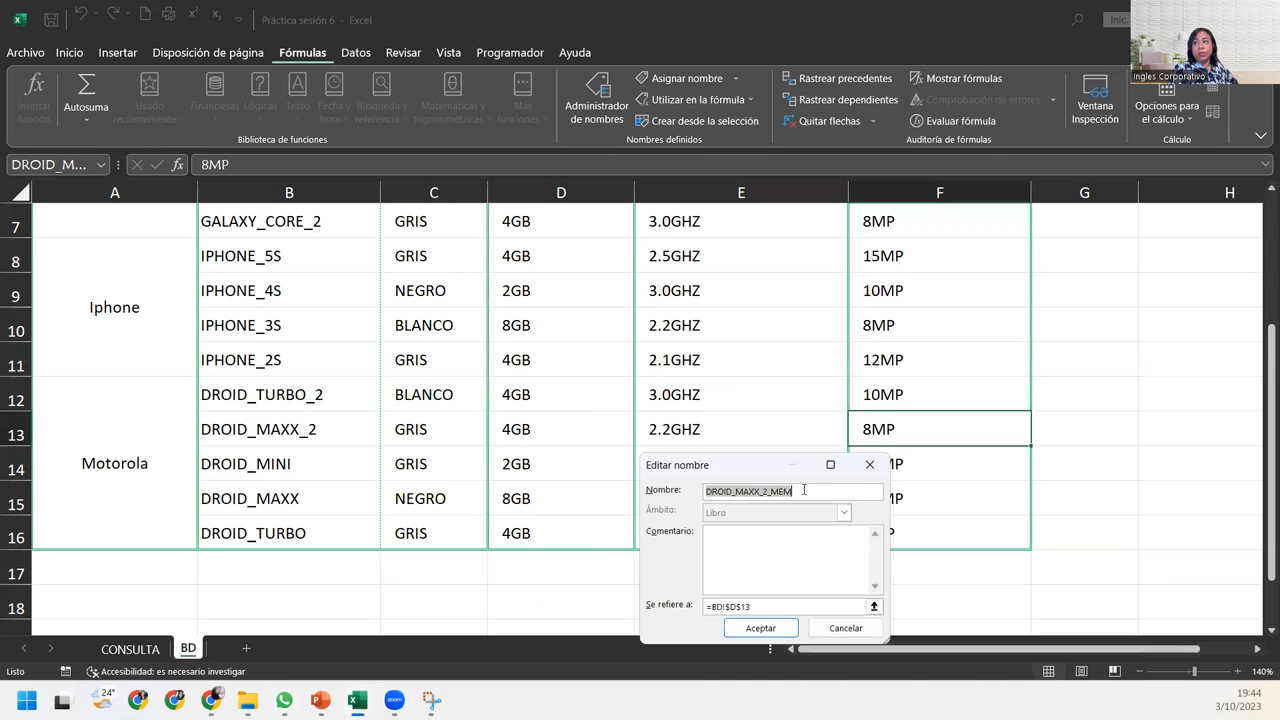 Práctica sesión 6 - Excel
Inic.
Ingles Corporativo
Archivo Inicio Insertar Disposición de página Fórmulas Datos Revisar Vista Programador Ayuda
Insertar función
Autosuma
Usado recientemente
Financieras
Lógicas
Texto
Fecha y hora
Búsqueda y referencia
Matemáticas y trigonométricas
Más funciones
Biblioteca de funciones
Administrador de nombres
Asignar nombre
Utilizar en la fórmula
Crear desde la selección
Nombres definidos
Rastrear precedentes
Rastrear dependientes
Quitar flechas
Mostrar fórmulas
Comprobación de errores
Evaluar fórmula
Auditoría de fórmulas
Ventana Inspección
Opciones para el cálculo
Cálculo
DROID_M... fx 8MP
A B C D E F G H
7 GALAXY_CORE_2 GRIS 4GB 3.0GHZ 8MP
8 IPHONE_5S GRIS 4GB 2.5GHZ 15MP
9 IPHONE_4S NEGRO 2GB 3.0GHZ 10MP
Iphone
10 IPHONE_3S BLANCO 8GB 2.2GHZ 8MP
11 IPHONE_2S GRIS 4GB 2.1GHZ 12MP
12 DROID_TURBO_2 BLANCO 4GB 3.0GHZ 10MP
13 DROID_MAXX_2 GRIS 4GB 2.2GHZ 8MP
14 Motorola DROID_MINI GRIS 2GB MP
15 DROID_MAXX NEGRO 8GB
16 DROID_TURBO GRIS 4GB
17
18
Editar nombre
Nombre: DROID_MAXX_2_MEM
Ámbito: Libro
Comentario:
Se refiere a: =BD!$D$13
Aceptar Cancelar
CONSULTA BD
Listo Accesibilidad: es necesario investigar 140%
24°
zoom
19:44
3/10/2023